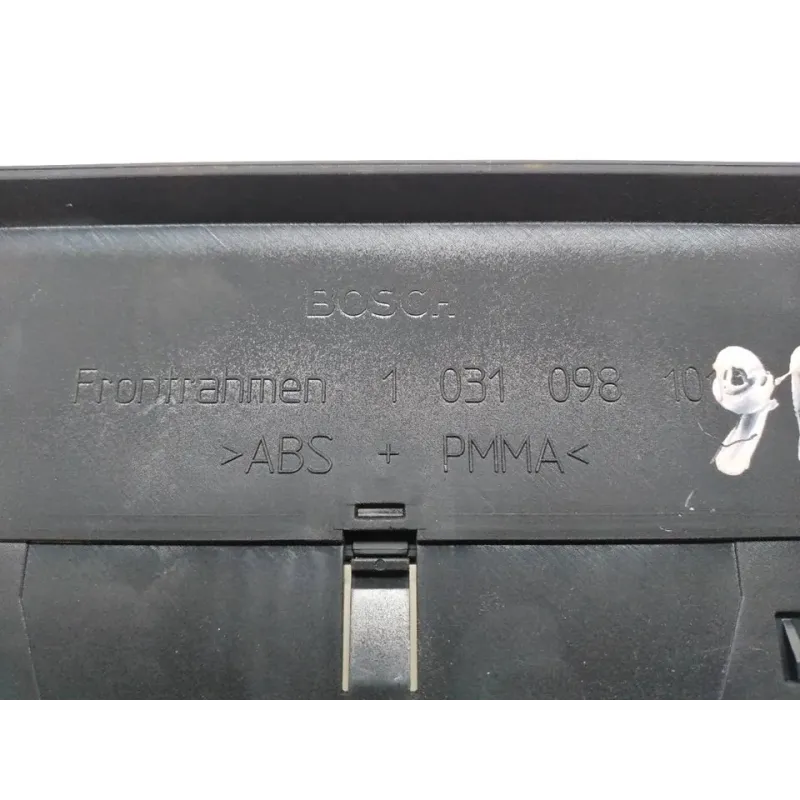 BOSCH
Frontrahmen 1 031 098
>ABS + PMMA<